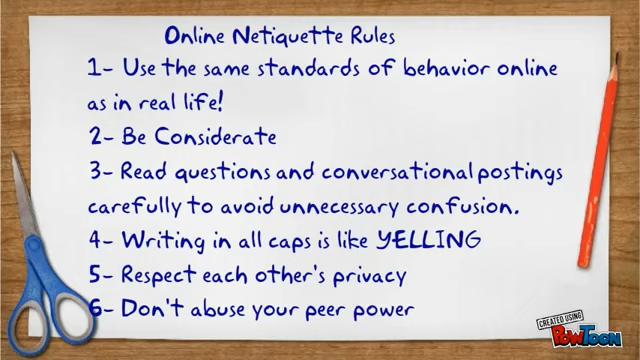 Online Netiquette Rules
1- Use the same standards of behavior online
as in real life!
2- Be Considerate
3- Read questions and conversational postings
carefully to avoid unnecessary confusion.
4- Writing in all caps is like YELLING
5- Respect each other's privacy
6- Don't abuse your peer power
CREATED USING
POWTOON